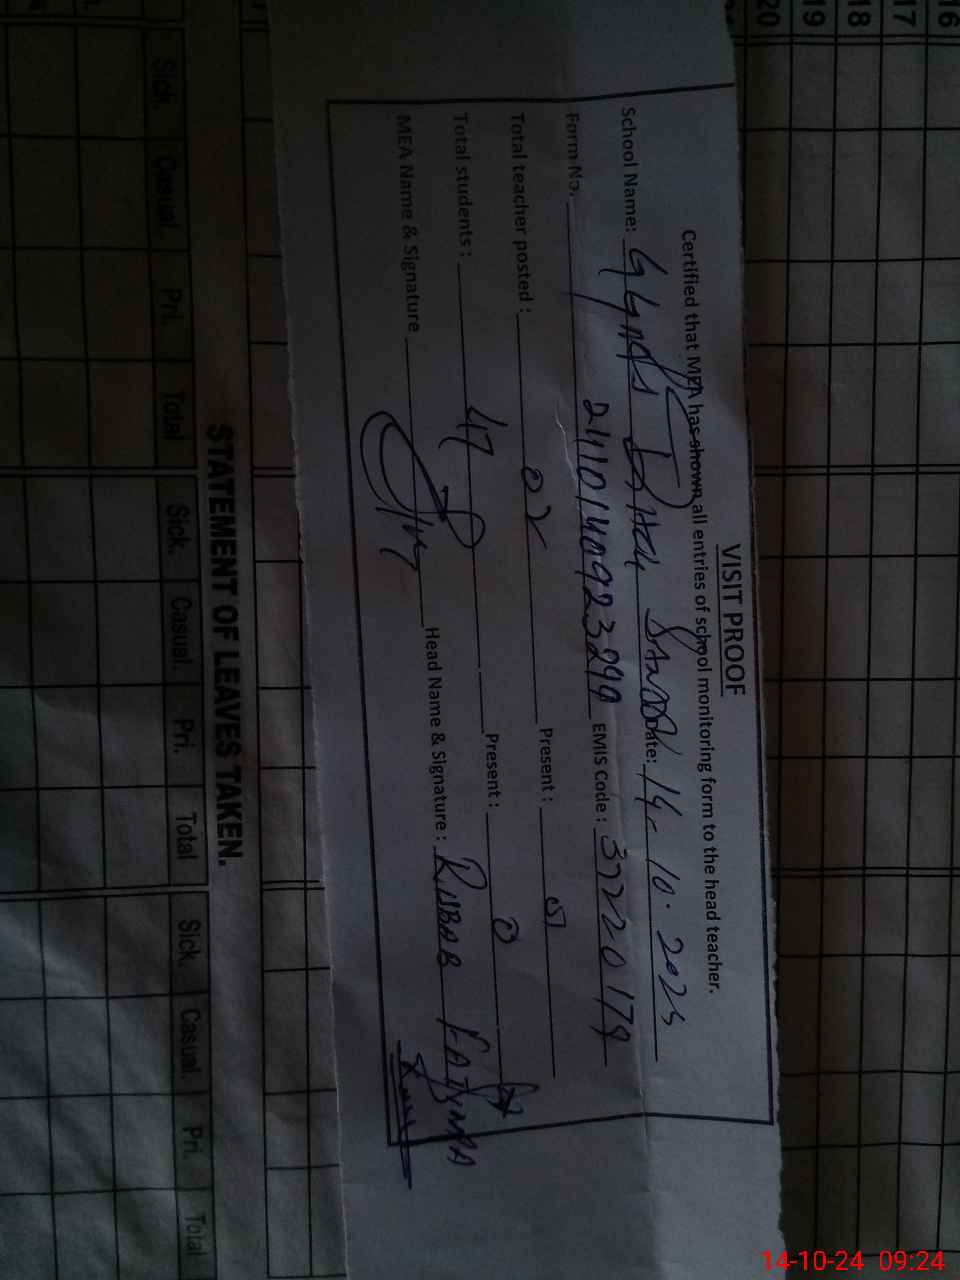 16
17
18
19
20
VISIT PROOF
Certified that MEA has shown all entries of school monitoring form to the head teacher.
School Name: Date: 14-10-2025
Form No. 2410140923299 EMIS Code : 37220179
Total teacher posted : 02 Present : 01
Total students : 47 Present : 0
MEA Name & Signature Head Name & Signature : RUBAB FATIMA
STATEMENT OF LEAVES TAKEN.
Sick. Casual. Pri. Total Sick. Casual. Pri. Total Sick. Casual. Pri. Total
14-10-24 09:24